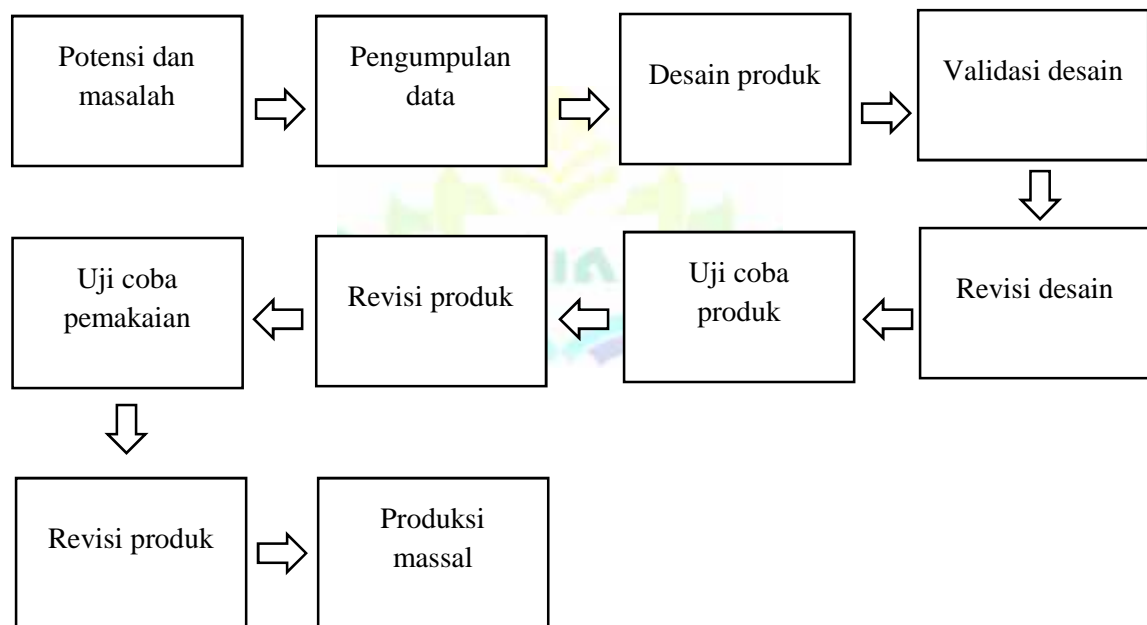 Potensi dan
masalah
Pengumpulan
data
Desain produk
Validasi desain
Revisi desain
Uji coba
produk
Revisi produk
Uji coba
pemakaian
Revisi produk
Produksi
massal